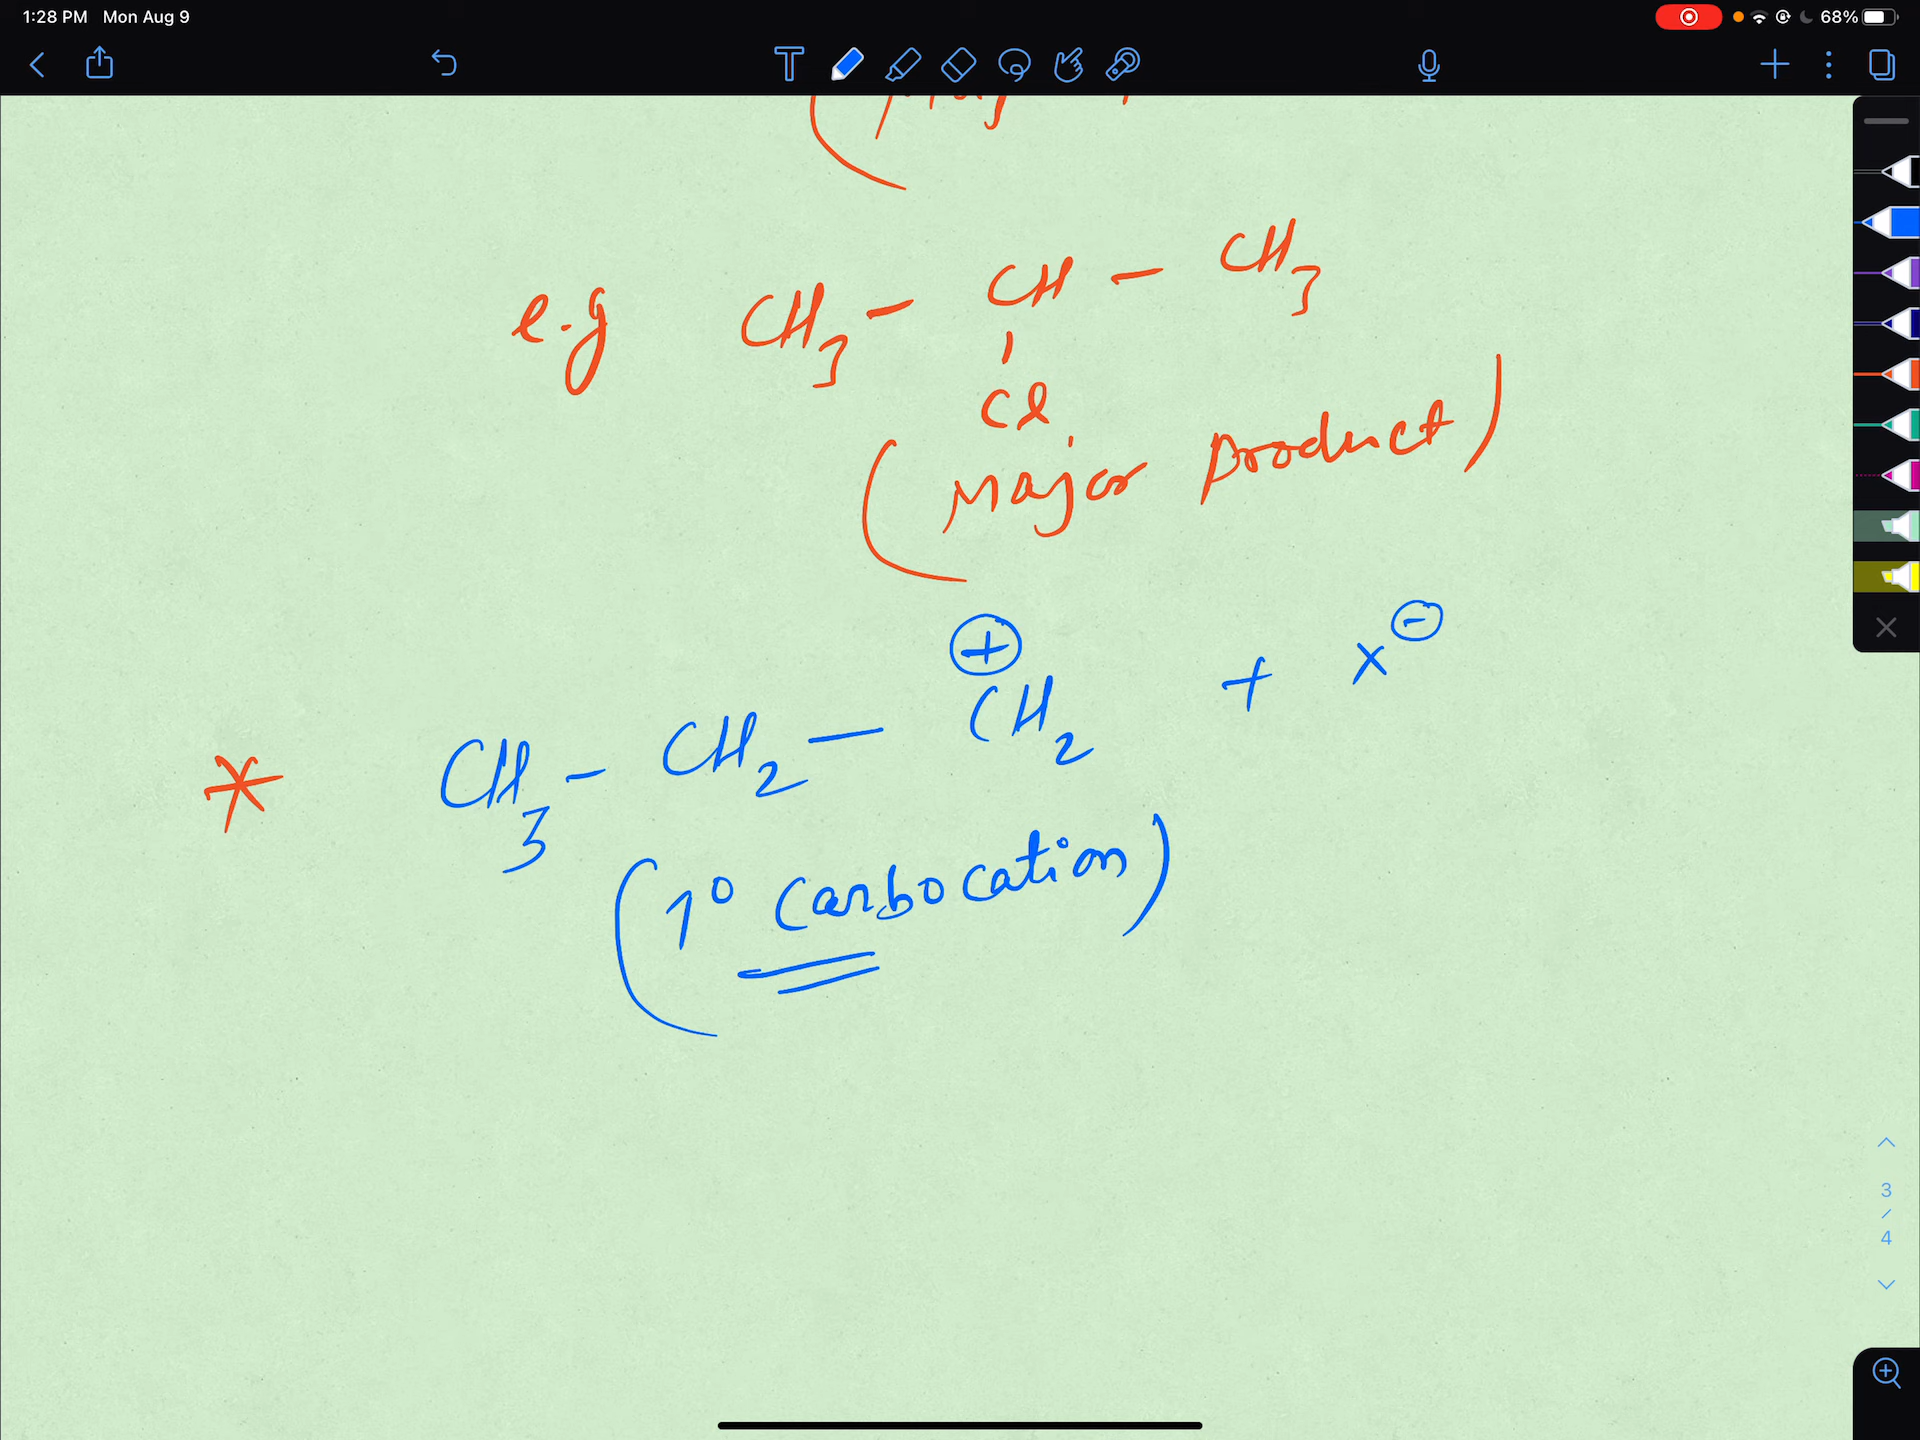 1:28 PM Mon Aug 9
68%
e.g CH3 - CH - CH3
Cl
(Major product)
CH3 - CH2 - CH2⊕ + X⊖
(1° carbocation)
3
/
4